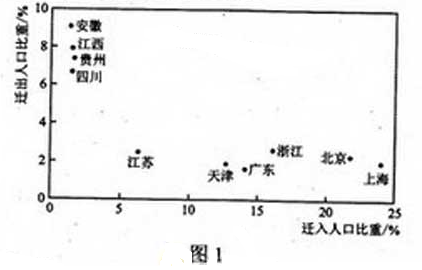 迁出人口比重/%
10
8
6
4
2
0
安徽
江西
贵州
四川
江苏
天津
广东
浙江
北京
上海
0 5 10 15 20 25
迁入人口比重/%
图1